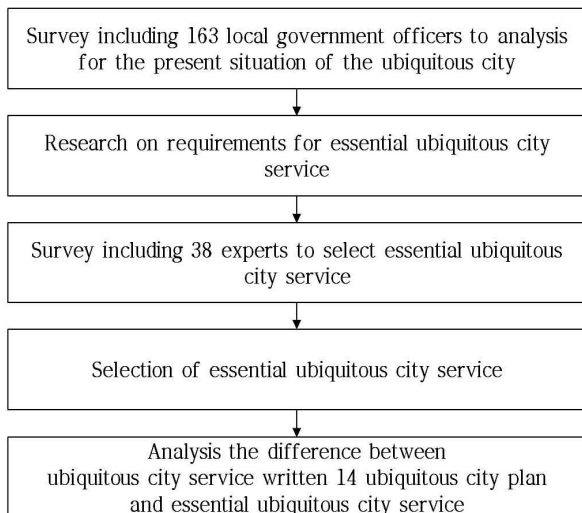 Survey including 163 local government officers to analysis
for the present situation of the ubiquitous city
Research on requirements for essential ubiquitous city
service
Survey including 38 experts to select essential ubiquitous
city service
Selection of essential ubiquitous city service
Analysis the difference between
ubiquitous city service written 14 ubiquitous city plan
and essential ubiquitous city service